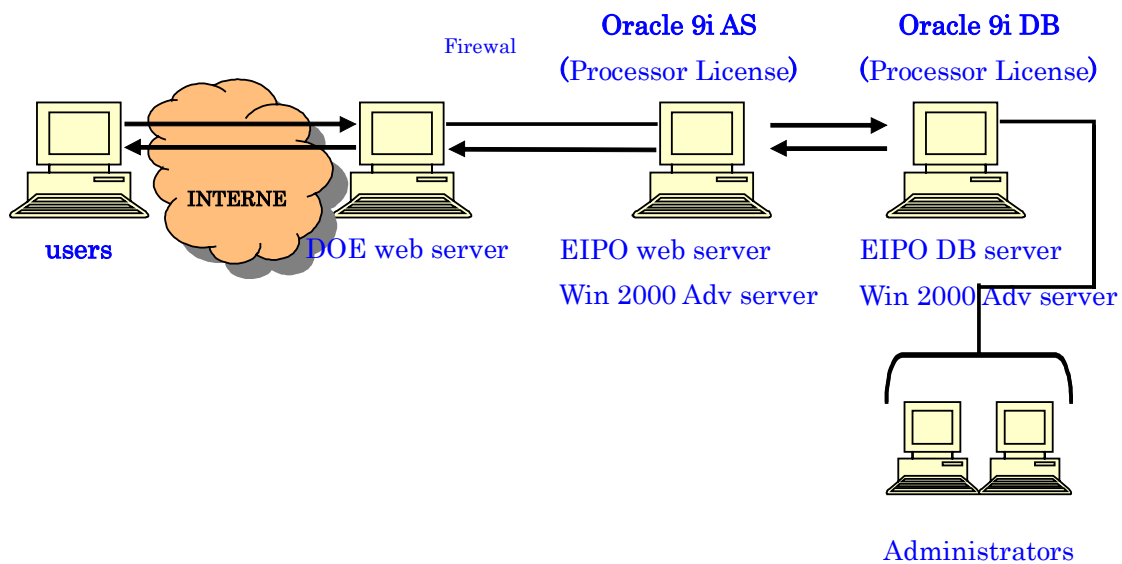 Oracle 9i AS
Oracle 9i DB
Firewal
(Processor License)
(Processor License)
INTERNE
users
DOE web server
EIPO web server
EIPO DB server
Win 2000 Adv server
Win 2000 Adv server
Administrators